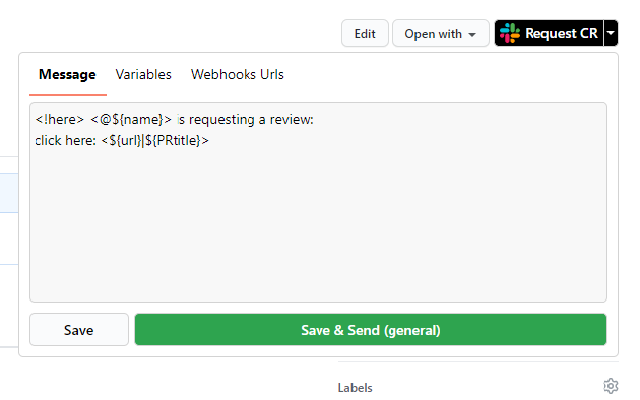 Edit
Open with
Request CR
Message
Variables
Webhooks Urls
<!here> <@${name}> is requesting a review:
click here: <${url}|${PRtitle}>
Save
Save & Send (general)
Labels